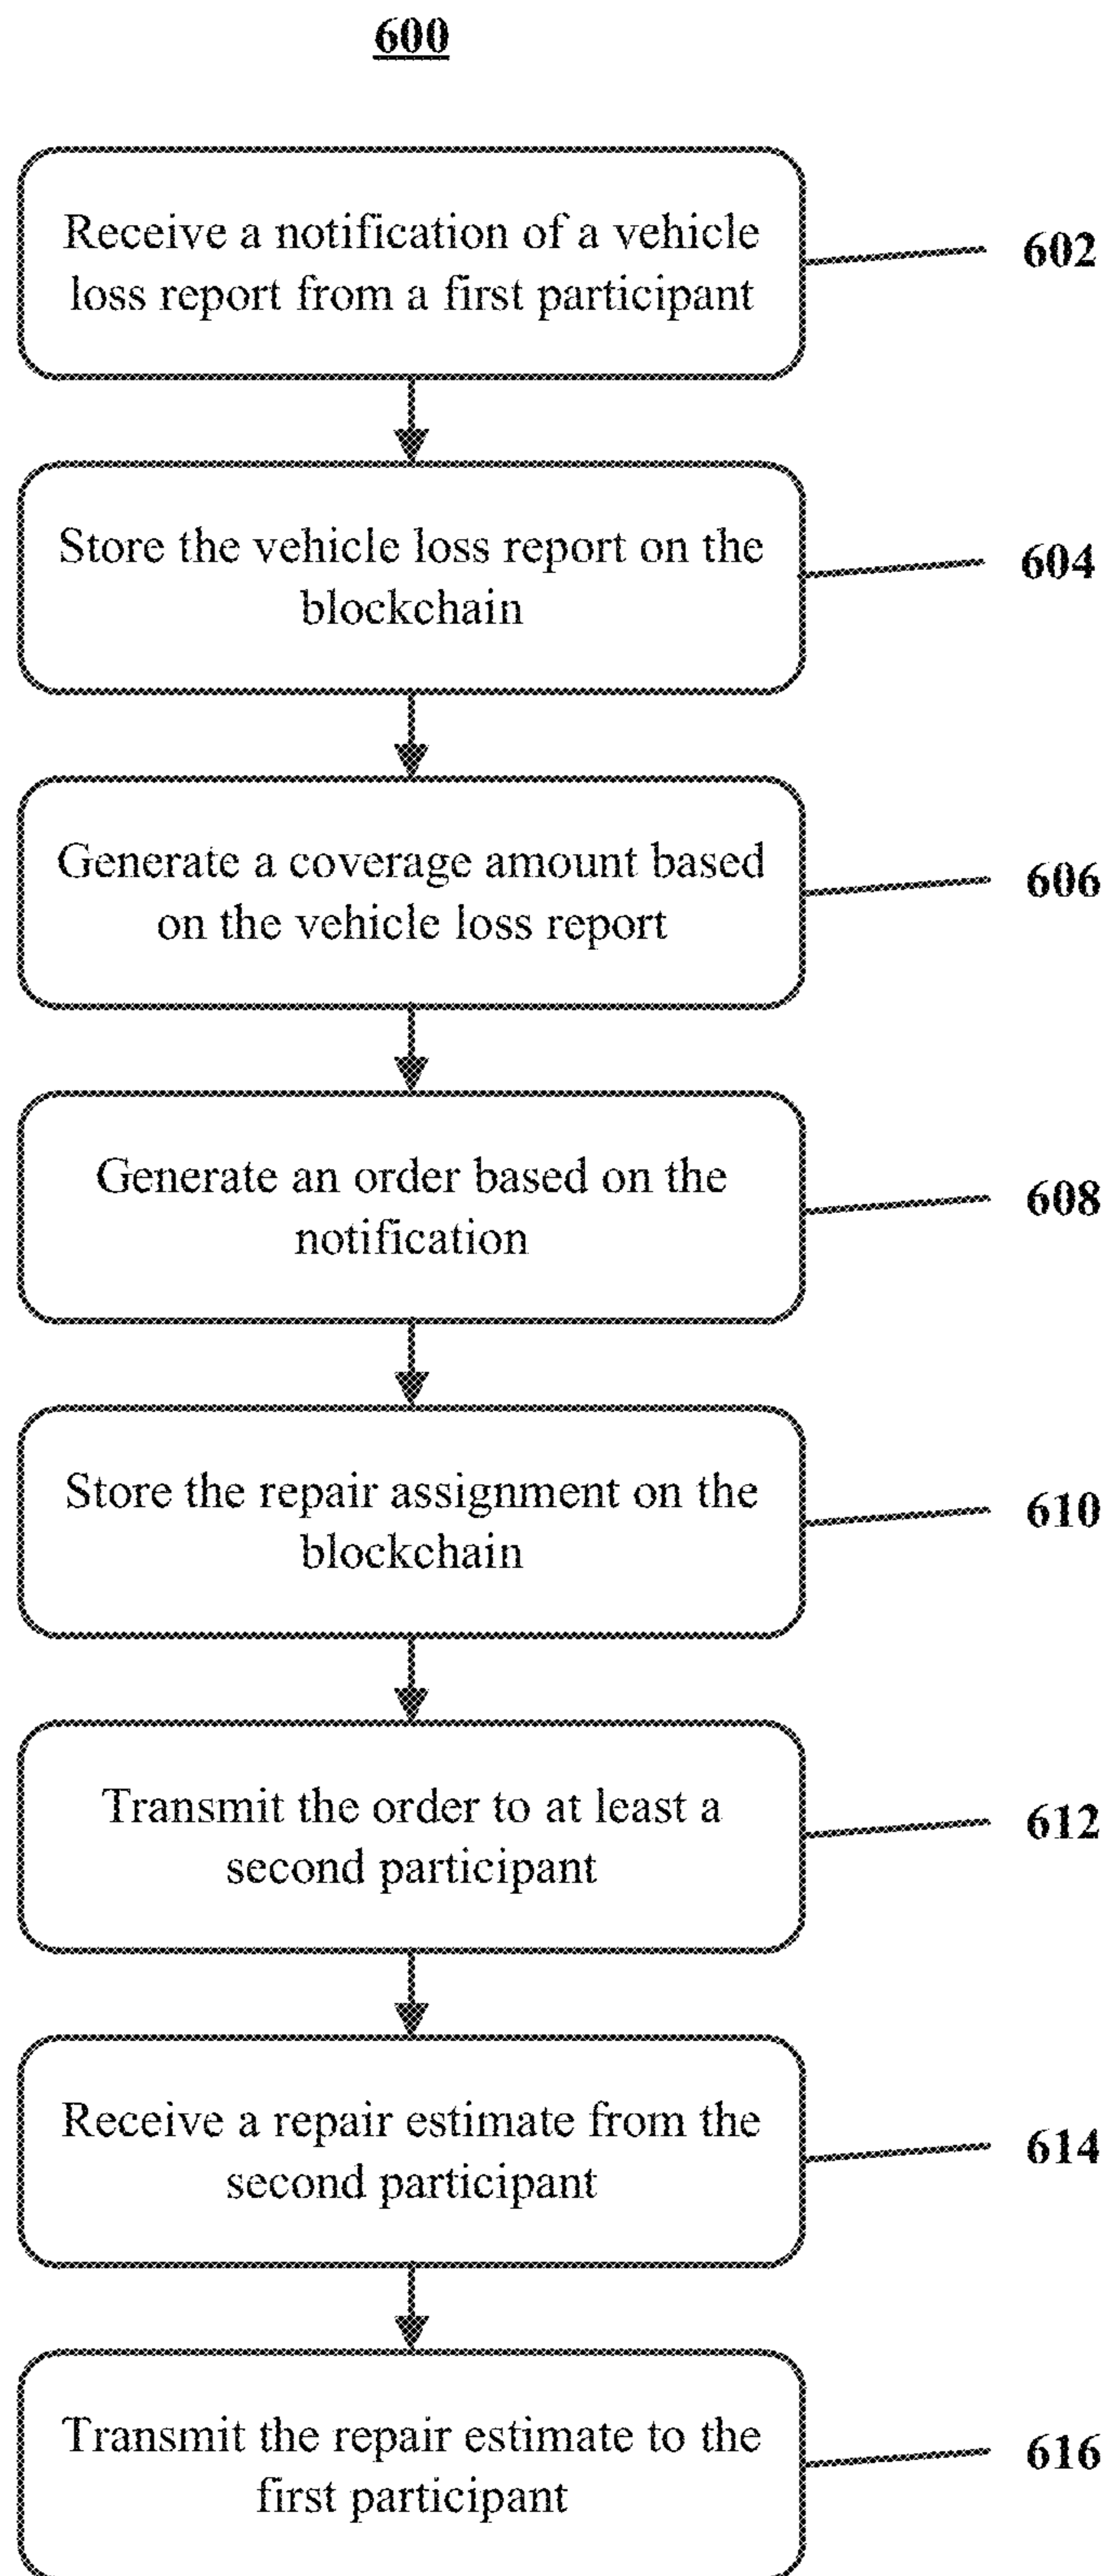 600
Receive a notification of a vehicle
loss report from a first participant
602
Store the vehicle loss report on the
blockchain
604
Generate a coverage amount based
on the vehicle loss report
606
Generate an order based on the
notification
608
Store the repair assignment on the
blockchain
610
Transmit the order to at least a
second participant
612
Receive a repair estimate from the
second participant
614
Transmit the repair estimate to the
first participant
616